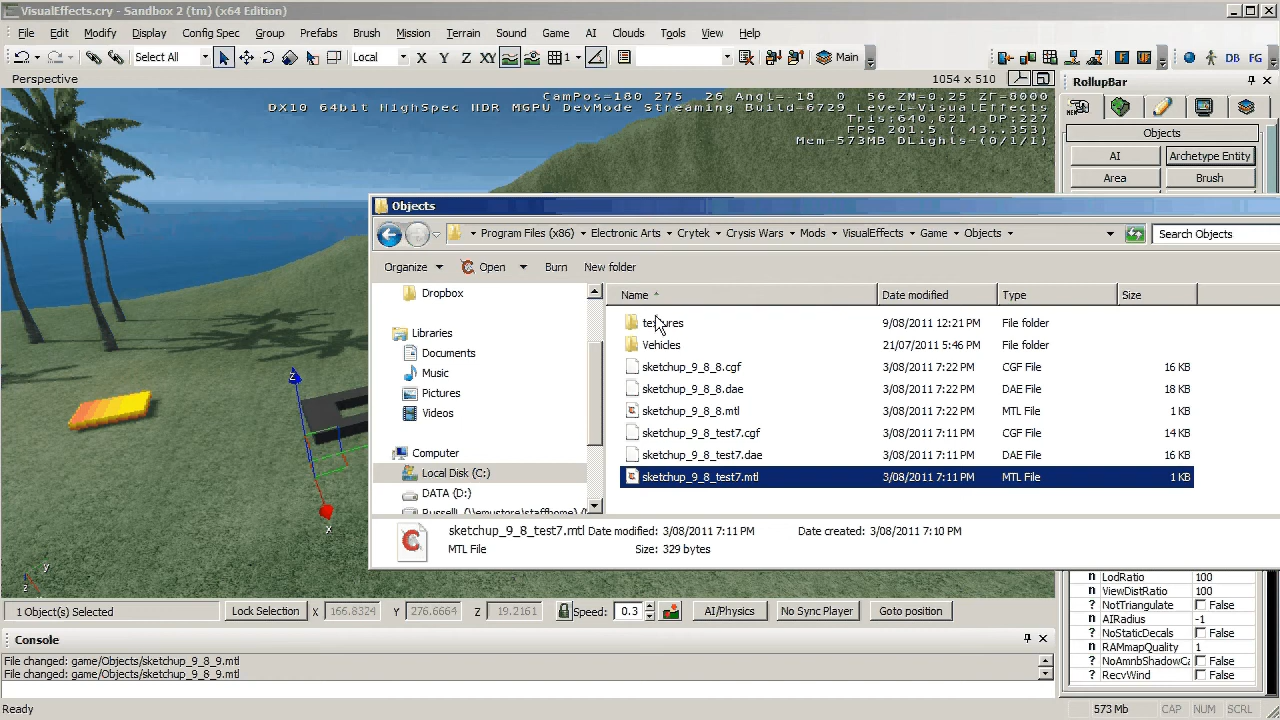 VisualEffects.cry - Sandbox 2 (tm) (x64 Edition)
File Edit Modify Display Config Spec Group Prefabs Brush Mission Terrain Sound Game AI Clouds Tools View Help
Select All Local X Y Z XY 1 Main DB FG
Perspective 1054 x 510 RollupBar
CamPos=180 275 26 Angl= 18 0 56 ZN=0.25 ZF=8000
DX10 64bit HighSpec HDR MGPU DevMode Streaming Build=6729 Level=VisualEffects
Tris:640,621 DP:227
FPS 201.5 ( 43..353)
Mem=573MB DLights=(0/1/1)
Objects
AI Archetype Entity
Area Brush
Objects
Program Files (x86) Electronic Arts Crytek Crysis Wars Mods VisualEffects Game Objects Search Objects
Organize Open Burn New folder
Dropbox
Libraries
Documents
Music
Pictures
Videos
Computer
Local Disk (C:)
DATA (D:)
Name Date modified Type Size
textures 9/08/2011 12:21 PM File folder
Vehicles 21/07/2011 5:46 PM File folder
sketchup_9_8_8.cgf 3/08/2011 7:22 PM CGF File 16 KB
sketchup_9_8_8.dae 3/08/2011 7:22 PM DAE File 18 KB
sketchup_9_8_8.mtl 3/08/2011 7:22 PM MTL File 1 KB
sketchup_9_8_test7.cgf 3/08/2011 7:11 PM CGF File 14 KB
sketchup_9_8_test7.dae 3/08/2011 7:11 PM DAE File 16 KB
sketchup_9_8_test7.mtl 3/08/2011 7:11 PM MTL File 1 KB
sketchup_9_8_test7.mtl Date modified: 3/08/2011 7:11 PM Date created: 3/08/2011 7:10 PM
MTL File Size: 329 bytes
z
x
y
z
LodRatio 100
ViewDistRatio 100
NotTriangulate False
AIRadius -1
NoStaticDecals False
RAMmapQuality 1
NoAmnbShadowCa False
RecvWind False
1 Object(s) Selected Lock Selection X 166.8324 Y 276.6664 Z 19.2161 Speed: 0.3 AI/Physics No Sync Player Goto position
Console
File changed: game/Objects/sketchup_9_8_9.mtl
File changed: game/Objects/sketchup_9_8_9.mtl
Ready 573 Mb CAP NUM SCRL